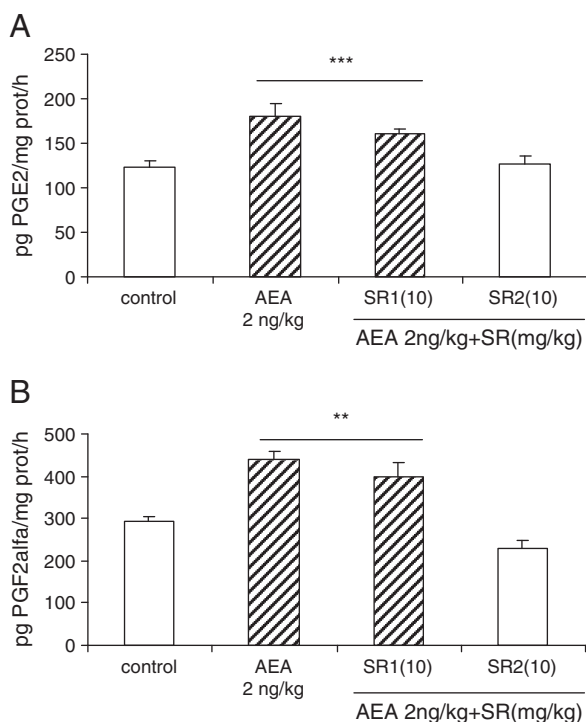 A
pg PGE2/mg prot/h
250
200
150
100
50
0
***
control
AEA
2 ng/kg
SR1(10)
SR2(10)
AEA 2ng/kg+SR(mg/kg)
B
pg PGF2alfa/mg prot/h
500
400
300
200
100
0
**
control
AEA
2 ng/kg
SR1(10)
SR2(10)
AEA 2ng/kg+SR(mg/kg)